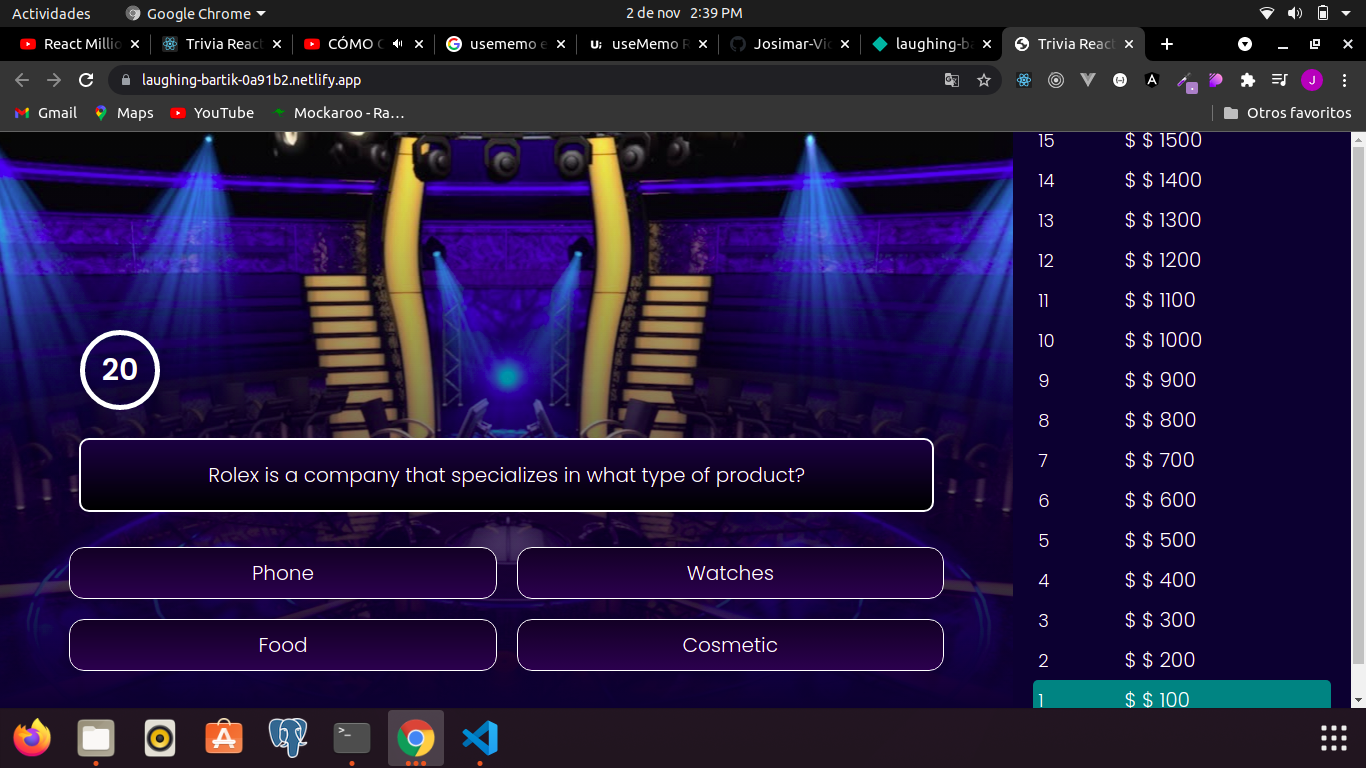 Actividades Google Chrome 2 de nov 2:39 PM
React Millio Trivia React CÓMO C usememo e useMemo R Josimar-Vic laughing-ba Trivia React
laughing-bartik-0a91b2.netlify.app
Gmail Maps YouTube Mockaroo - Ra… Otros favoritos
15 $ $ 1500
14 $ $ 1400
13 $ $ 1300
12 $ $ 1200
11 $ $ 1100
10 $ $ 1000
9 $ $ 900
8 $ $ 800
7 $ $ 700
6 $ $ 600
5 $ $ 500
4 $ $ 400
3 $ $ 300
2 $ $ 200
1 $ $ 100
20
Rolex is a company that specializes in what type of product?
Phone Watches
Food Cosmetic